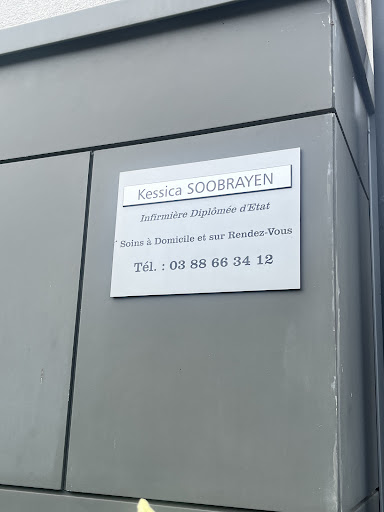 Kessica SOOBRAYEN
Infirmière Diplômée d'Etat
Soins à Domicile et sur Rendez-Vous
Tél. : 03 88 66 34 12